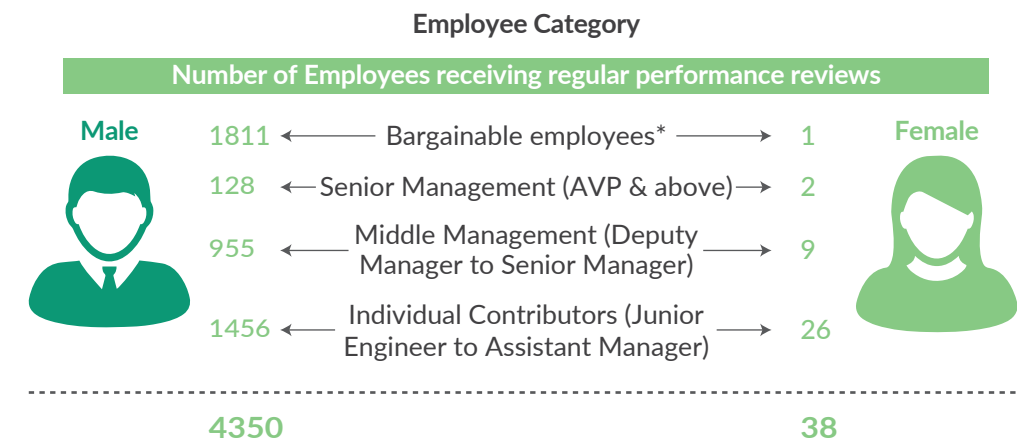 Employee Category
Number of Employees receiving regular performance reviews
Male
1811
Bargainable employees*
1
Female
128
Senior Management (AVP & above)
2
955
Middle Management (Deputy
Manager to Senior Manager)
9
1456
Individual Contributors (Junior
Engineer to Assistant Manager)
26
4350
38